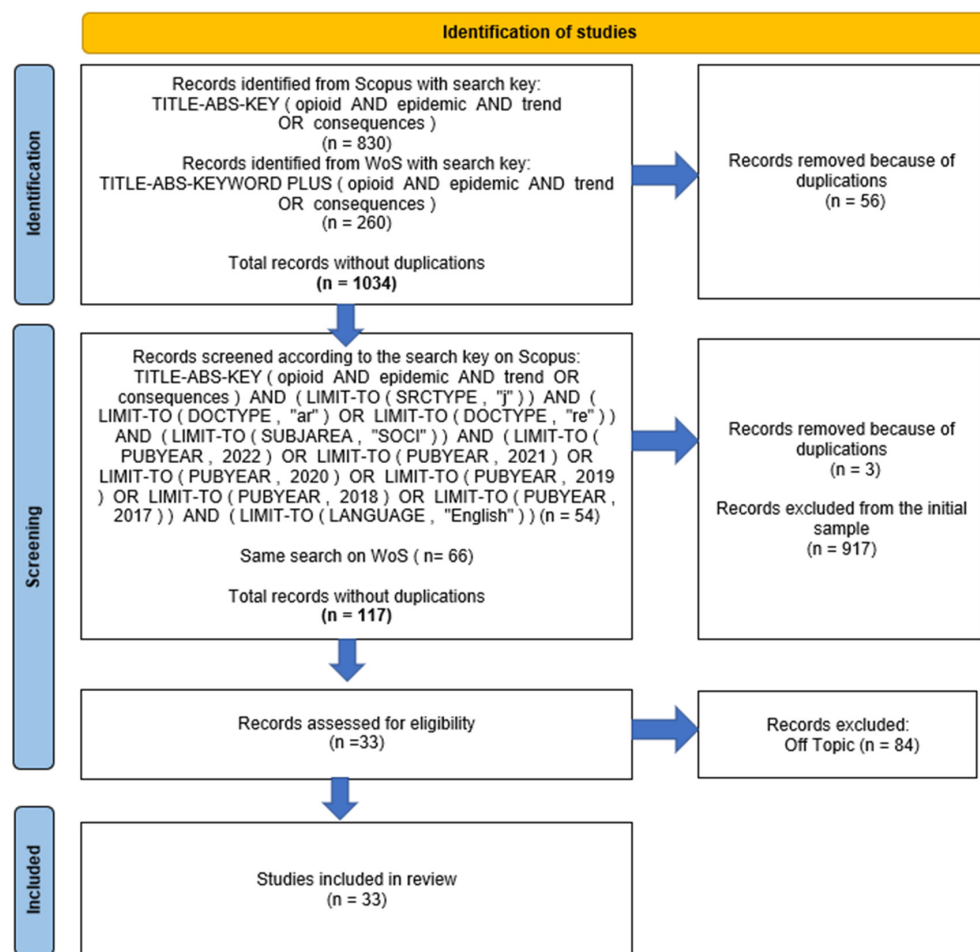 Identification of studies
Identification
Records identified from Scopus with search key:
TITLE-ABS-KEY ( opioid AND epidemic AND trend
OR consequences )
(n = 830)
Records identified from WoS with search key:
TITLE-ABS-KEYWORD PLUS ( opioid AND epidemic AND trend
OR consequences )
(n = 260)
Total records without duplications
(n = 1034)
Records removed because of
duplications
(n = 56)
Screening
Records screened according to the search key on Scopus:
TITLE-ABS-KEY ( opioid AND epidemic AND trend OR
consequences ) AND ( LIMIT-TO ( SRCTYPE , "j" )) AND (
LIMIT-TO ( DOCTYPE , "ar" ) OR LIMIT-TO ( DOCTYPE , "re" ))
AND ( LIMIT-TO ( SUBJAREA , "SOCI" )) AND ( LIMIT-TO (
PUBYEAR , 2022 ) OR LIMIT-TO ( PUBYEAR , 2021 ) OR
LIMIT-TO ( PUBYEAR , 2020 ) OR LIMIT-TO ( PUBYEAR , 2019
) OR LIMIT-TO ( PUBYEAR , 2018 ) OR LIMIT-TO ( PUBYEAR ,
2017 )) AND ( LIMIT-TO ( LANGUAGE , "English" ) ) (n = 54)
Same search on WoS ( n= 66)
Total records without duplications
(n = 117)
Records removed because of
duplications
(n = 3)
Records excluded from the initial
sample
(n = 917)
Records assessed for eligibility
(n =33)
Records excluded:
Off Topic (n = 84)
Included
Studies included in review
(n = 33)